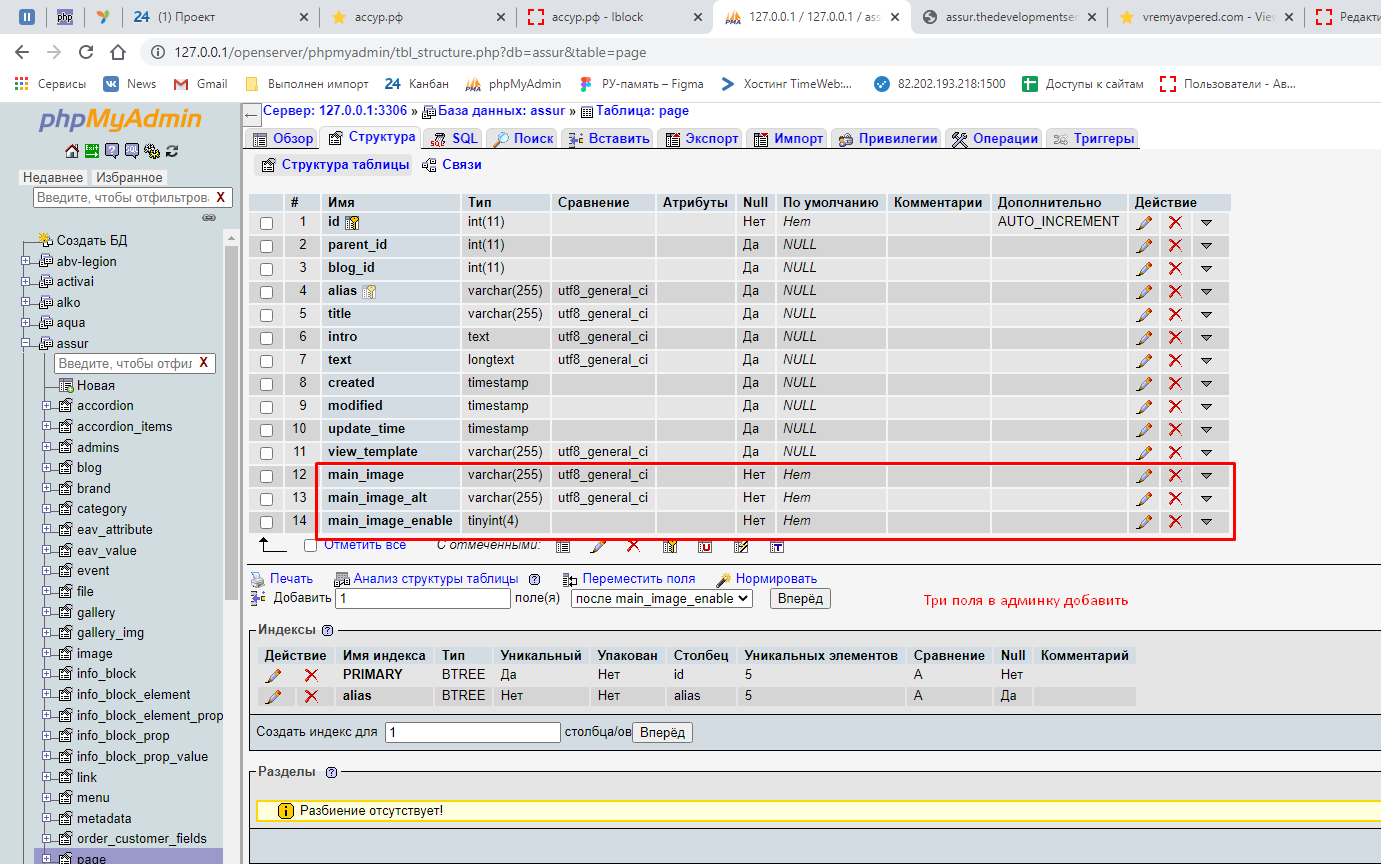 php
24 (1) Проект
ассур.рф
ассур.рф - Iblock
127.0.0.1 / 127.0.0.1 / ass
assur.thedevelopmentser
vremyavpered.com - View
Редакти
127.0.0.1/openserver/phpmyadmin/tbl_structure.php?db=assur&table=page
Сервисы
News
Gmail
Выполнен импорт
24 Канбан
phpMyAdmin
РУ-память – Figma
Хостинг TimeWeb:...
82.202.193.218:1500
Доступы к сайтам
Пользователи - Ав...
phpMyAdmin
Недавнее Избранное
Введите, чтобы отфильтрова X
Создать БД
abv-legion
activai
alko
aqua
assur
Введите, чтобы отфил X
Новая
accordion
accordion_items
admins
blog
brand
category
eav_attribute
eav_value
event
file
gallery
gallery_img
image
info_block
info_block_element
info_block_element_prop
info_block_prop
info_block_prop_value
link
menu
metadata
order_customer_fields
page
Сервер: 127.0.0.1:3306 » База данных: assur » Таблица: page
Обзор Структура SQL Поиск Вставить Экспорт Импорт Привилегии Операции Триггеры
Структура таблицы Связи
# Имя Тип Сравнение Атрибуты Null По умолчанию Комментарии Дополнительно Действие
1 id int(11) Нет Нет AUTO_INCREMENT
2 parent_id int(11) Да NULL
3 blog_id int(11) Да NULL
4 alias varchar(255) utf8_general_ci Да NULL
5 title varchar(255) utf8_general_ci Да NULL
6 intro text utf8_general_ci Да NULL
7 text longtext utf8_general_ci Да NULL
8 created timestamp Да NULL
9 modified timestamp Да NULL
10 update_time timestamp Да NULL
11 view_template varchar(255) utf8_general_ci Да NULL
12 main_image varchar(255) utf8_general_ci Нет Нет
13 main_image_alt varchar(255) utf8_general_ci Нет Нет
14 main_image_enable tinyint(4) Нет Нет
Отметить все С отмеченными:
Печать Анализ структуры таблицы Переместить поля Нормировать
Добавить 1 поле(я) после main_image_enable Вперёд
Три поля в админку добавить
Индексы
Действие Имя индекса Тип Уникальный Упакован Столбец Уникальных элементов Сравнение Null Комментарий
PRIMARY BTREE Да Нет id 5 A Нет
alias BTREE Нет Нет alias 5 A Да
Создать индекс для 1 столбца/ов Вперёд
Разделы
Разбиение отсутствует!